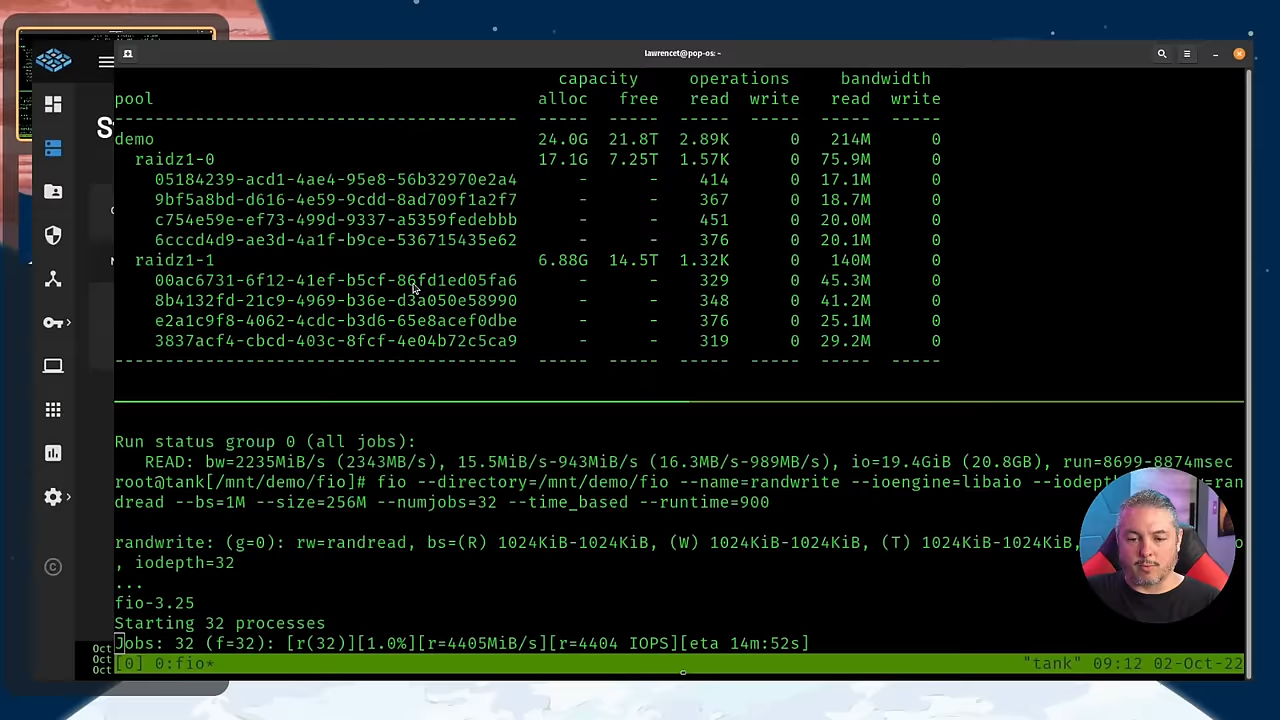 lawrencet@pop-os: ~
capacity operations bandwidth
pool alloc free read write read write
---------------------------------------- ----- ----- ----- ----- ----- -----
demo 24.0G 21.8T 2.89K 0 214M 0
raidz1-0 17.1G 7.25T 1.57K 0 75.9M 0
05184239-acd1-4ae4-95e8-56b32970e2a4 - - 414 0 17.1M 0
9bf5a8bd-d616-4e59-9cdd-8ad709f1a2f7 - - 367 0 18.7M 0
c754e59e-ef73-499d-9337-a5359fedebbb - - 451 0 20.0M 0
6cccd4d9-ae3d-4a1f-b9ce-536715435e62 - - 376 0 20.1M 0
raidz1-1 6.88G 14.5T 1.32K 0 140M 0
00ac6731-6f12-41ef-b5cf-86fd1ed05fa6 - - 329 0 45.3M 0
8b4132fd-21c9-4969-b36e-d3a050e58990 - - 348 0 41.2M 0
e2a1c9f8-4062-4cdc-b3d6-65e8acef0dbe - - 376 0 25.1M 0
3837acf4-cbcd-403c-8fcf-4e04b72c5ca9 - - 319 0 29.2M 0
---------------------------------------- ----- ----- ----- ----- ----- -----
Run status group 0 (all jobs):
READ: bw=2235MiB/s (2343MB/s), 15.5MiB/s-943MiB/s (16.3MB/s-989MB/s), io=19.4GiB (20.8GB), run=8699-8874msec
root@tank[/mnt/demo/fio]# fio --directory=/mnt/demo/fio --name=randwrite --ioengine=libaio
dread --bs=1M --size=256M --numjobs=32 --time_based --runtime=900
randwrite: (g=0): rw=randread, bs=(R) 1024KiB-1024KiB, (W) 1024KiB-1024KiB, (T) 1024KiB-1024KiB,
, iodepth=32
...
fio-3.25
Starting 32 processes
Jobs: 32 (f=32): [r(32)][1.0%][r=4405MiB/s][r=4404 IOPS][eta 14m:52s]
[0] 0:fio* "tank" 09:12 02-Oct-22
Oct
Oct
Oct